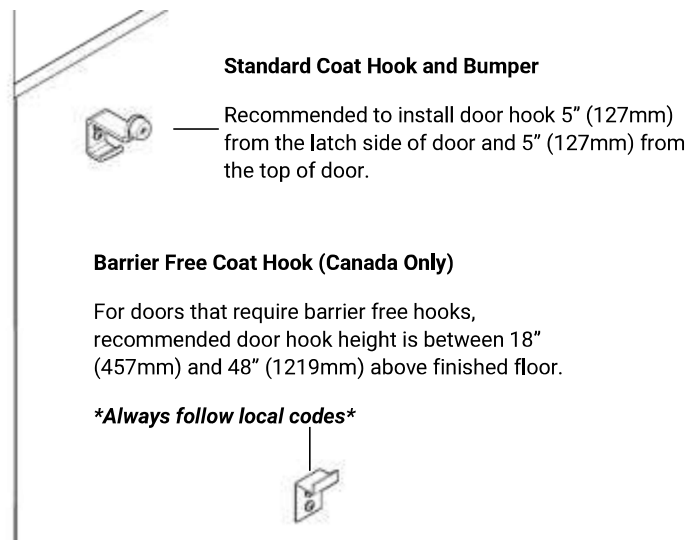 Standard Coat Hook and Bumper
Recommended to install door hook 5” (127mm)
from the latch side of door and 5” (127mm) from
the top of door.
Barrier Free Coat Hook (Canada Only)
For doors that require barrier free hooks,
recommended door hook height is between 18”
(457mm) and 48” (1219mm) above finished floor.
*Always follow local codes*